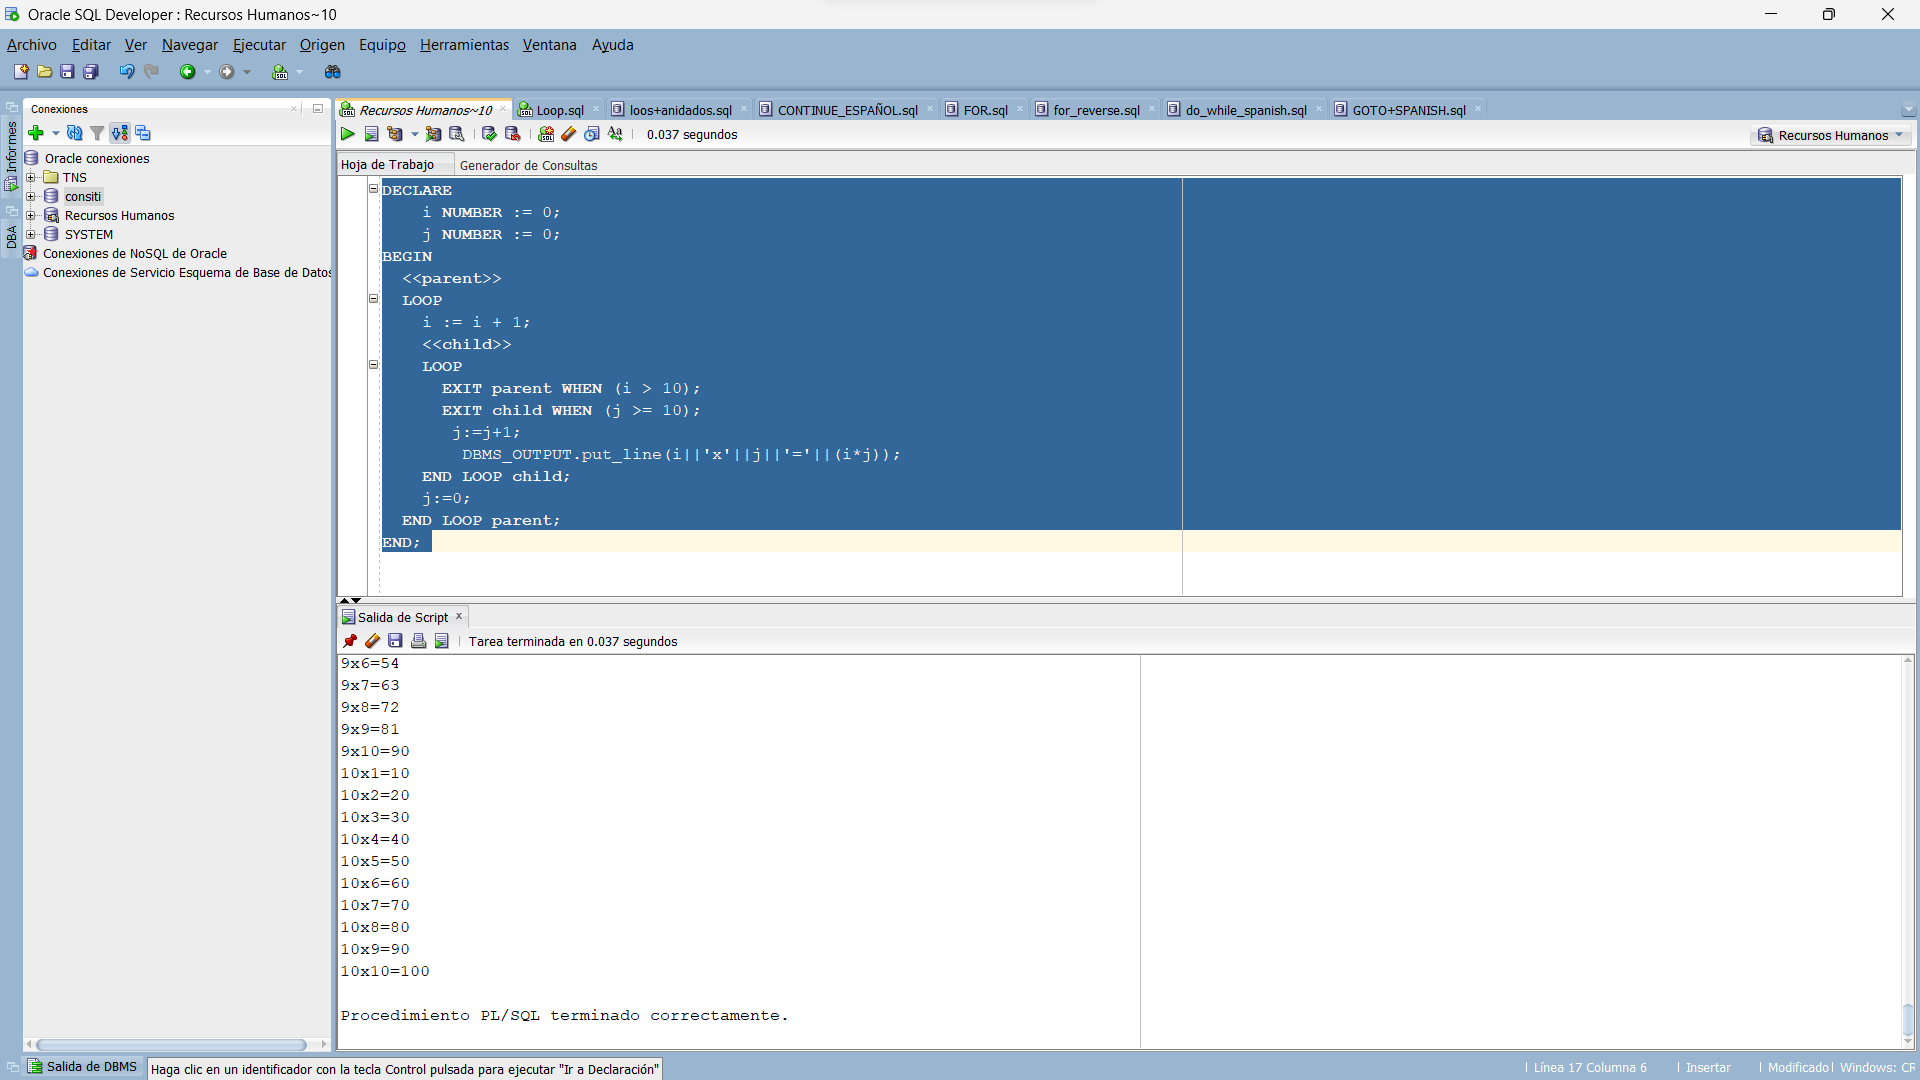 Oracle SQL Developer : Recursos Humanos~10
Archivo Editar Ver Navegar Ejecutar Origen Equipo Herramientas Ventana Ayuda
Informes
DBA
Conexiones
Oracle conexiones
TNS
consiti
Recursos Humanos
SYSTEM
Conexiones de NoSQL de Oracle
Conexiones de Servicio Esquema de Base de Datos
Recursos Humanos~10 Loop.sql loos+anidados.sql CONTINUE_ESPAÑOL.sql FOR.sql for_reverse.sql do_while_spanish.sql GOTO+SPANISH.sql
0.037 segundos
Recursos Humanos
Hoja de Trabajo Generador de Consultas
DECLARE
i NUMBER := 0;
j NUMBER := 0;
BEGIN
<<parent>>
LOOP
i := i + 1;
<<child>>
LOOP
EXIT parent WHEN (i > 10);
EXIT child WHEN (j >= 10);
j:=j+1;
DBMS_OUTPUT.put_line(i||'x'||j||'='||(i*j));
END LOOP child;
j:=0;
END LOOP parent;
END;
Salida de Script
Tarea terminada en 0.037 segundos
9x6=54
9x7=63
9x8=72
9x9=81
9x10=90
10x1=10
10x2=20
10x3=30
10x4=40
10x5=50
10x6=60
10x7=70
10x8=80
10x9=90
10x10=100
Procedimiento PL/SQL terminado correctamente.
Salida de DBMS
Haga clic en un identificador con la tecla Control pulsada para ejecutar "Ir a Declaración"
Línea 17 Columna 6 Insertar Modificado Windows: CR